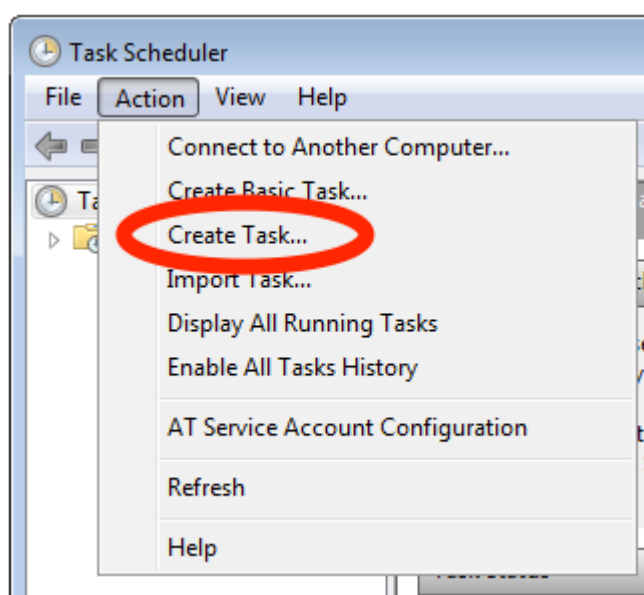 Task Scheduler
File Action View Help
Connect to Another Computer...
Create Basic Task...
Create Task...
Import Task...
Display All Running Tasks
Enable All Tasks History
AT Service Account Configuration
Refresh
Help